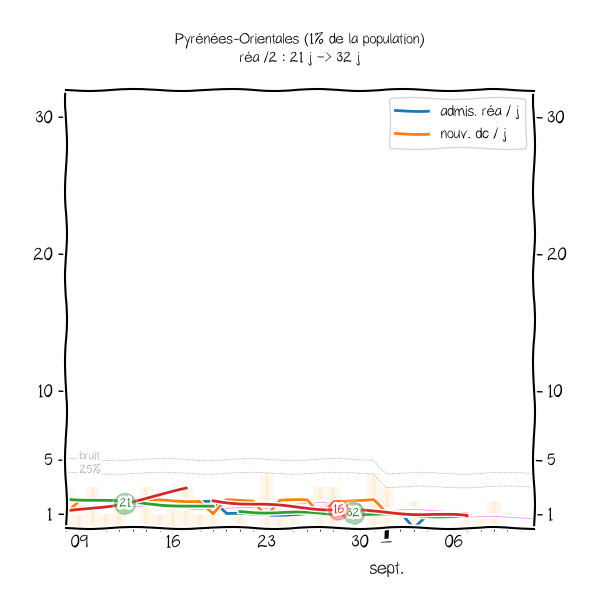 Pyrénées-Orientales (1% de la population)
réa /2 : 21 j -> 32 j
admis. réa / j
nouv. dc / j
30 30
20 20
10 10
5 5
bruit
25%
1 1
21
16
32
09 16 23 30 1 06
sept.